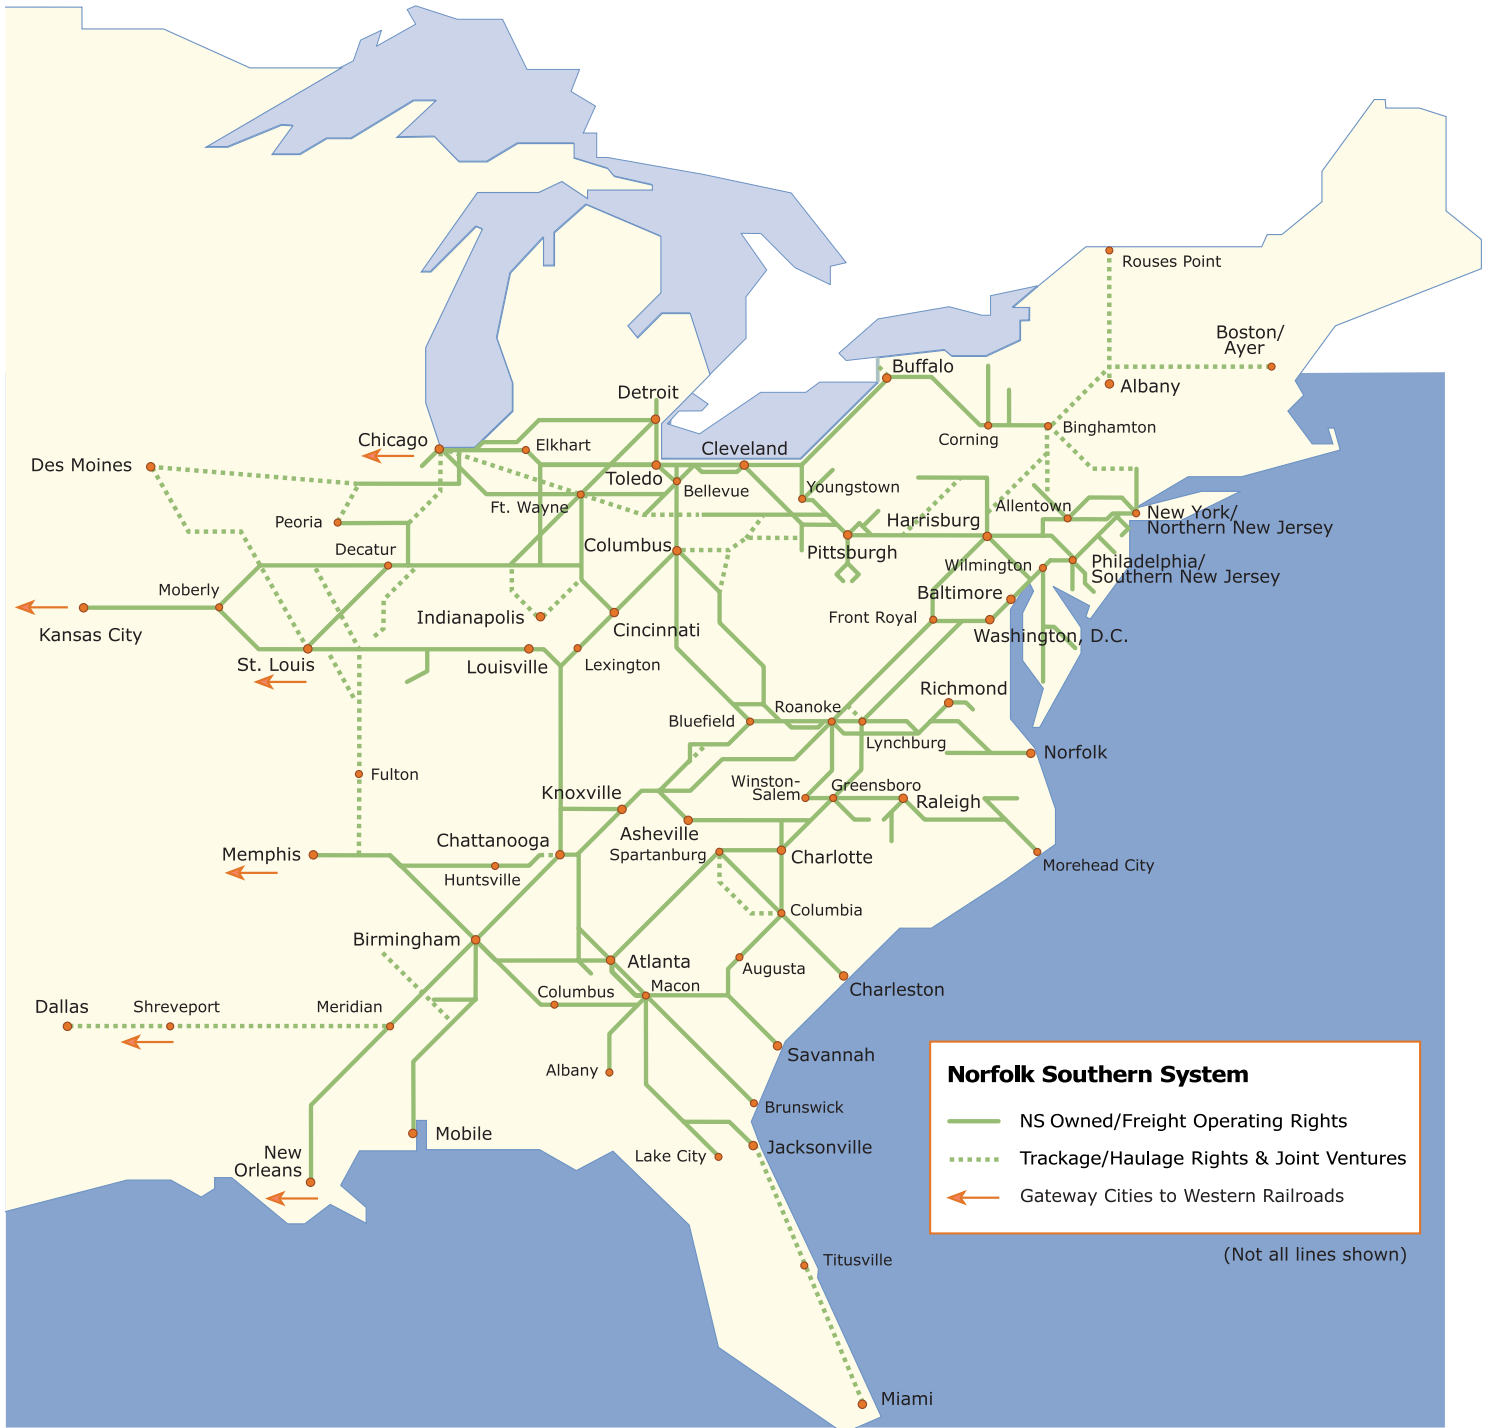 Rouses Point
Boston/
Ayer
Buffalo
Albany
Detroit
Corning
Binghamton
Chicago
Elkhart
Cleveland
Des Moines
Toledo
Bellevue
Youngstown
Ft. Wayne
Allentown
New York/
Northern New Jersey
Peoria
Harrisburg
Decatur
Columbus
Pittsburgh
Wilmington
Philadelphia/
Southern New Jersey
Moberly
Baltimore
Indianapolis
Front Royal
Kansas City
Cincinnati
Washington, D.C.
St. Louis
Louisville
Lexington
Richmond
Roanoke
Bluefield
Lynchburg
Norfolk
Fulton
Winston-
Salem
Greensboro
Knoxville
Raleigh
Asheville
Chattanooga
Memphis
Spartanburg
Charlotte
Morehead City
Huntsville
Columbia
Birmingham
Atlanta
Augusta
Macon
Columbus
Charleston
Dallas
Shreveport
Meridian
Savannah
Albany
Brunswick
Mobile
Jacksonville
Lake City
New
Orleans
Titusville
Miami
Norfolk Southern System
NS Owned/Freight Operating Rights
Trackage/Haulage Rights & Joint Ventures
Gateway Cities to Western Railroads
(Not all lines shown)